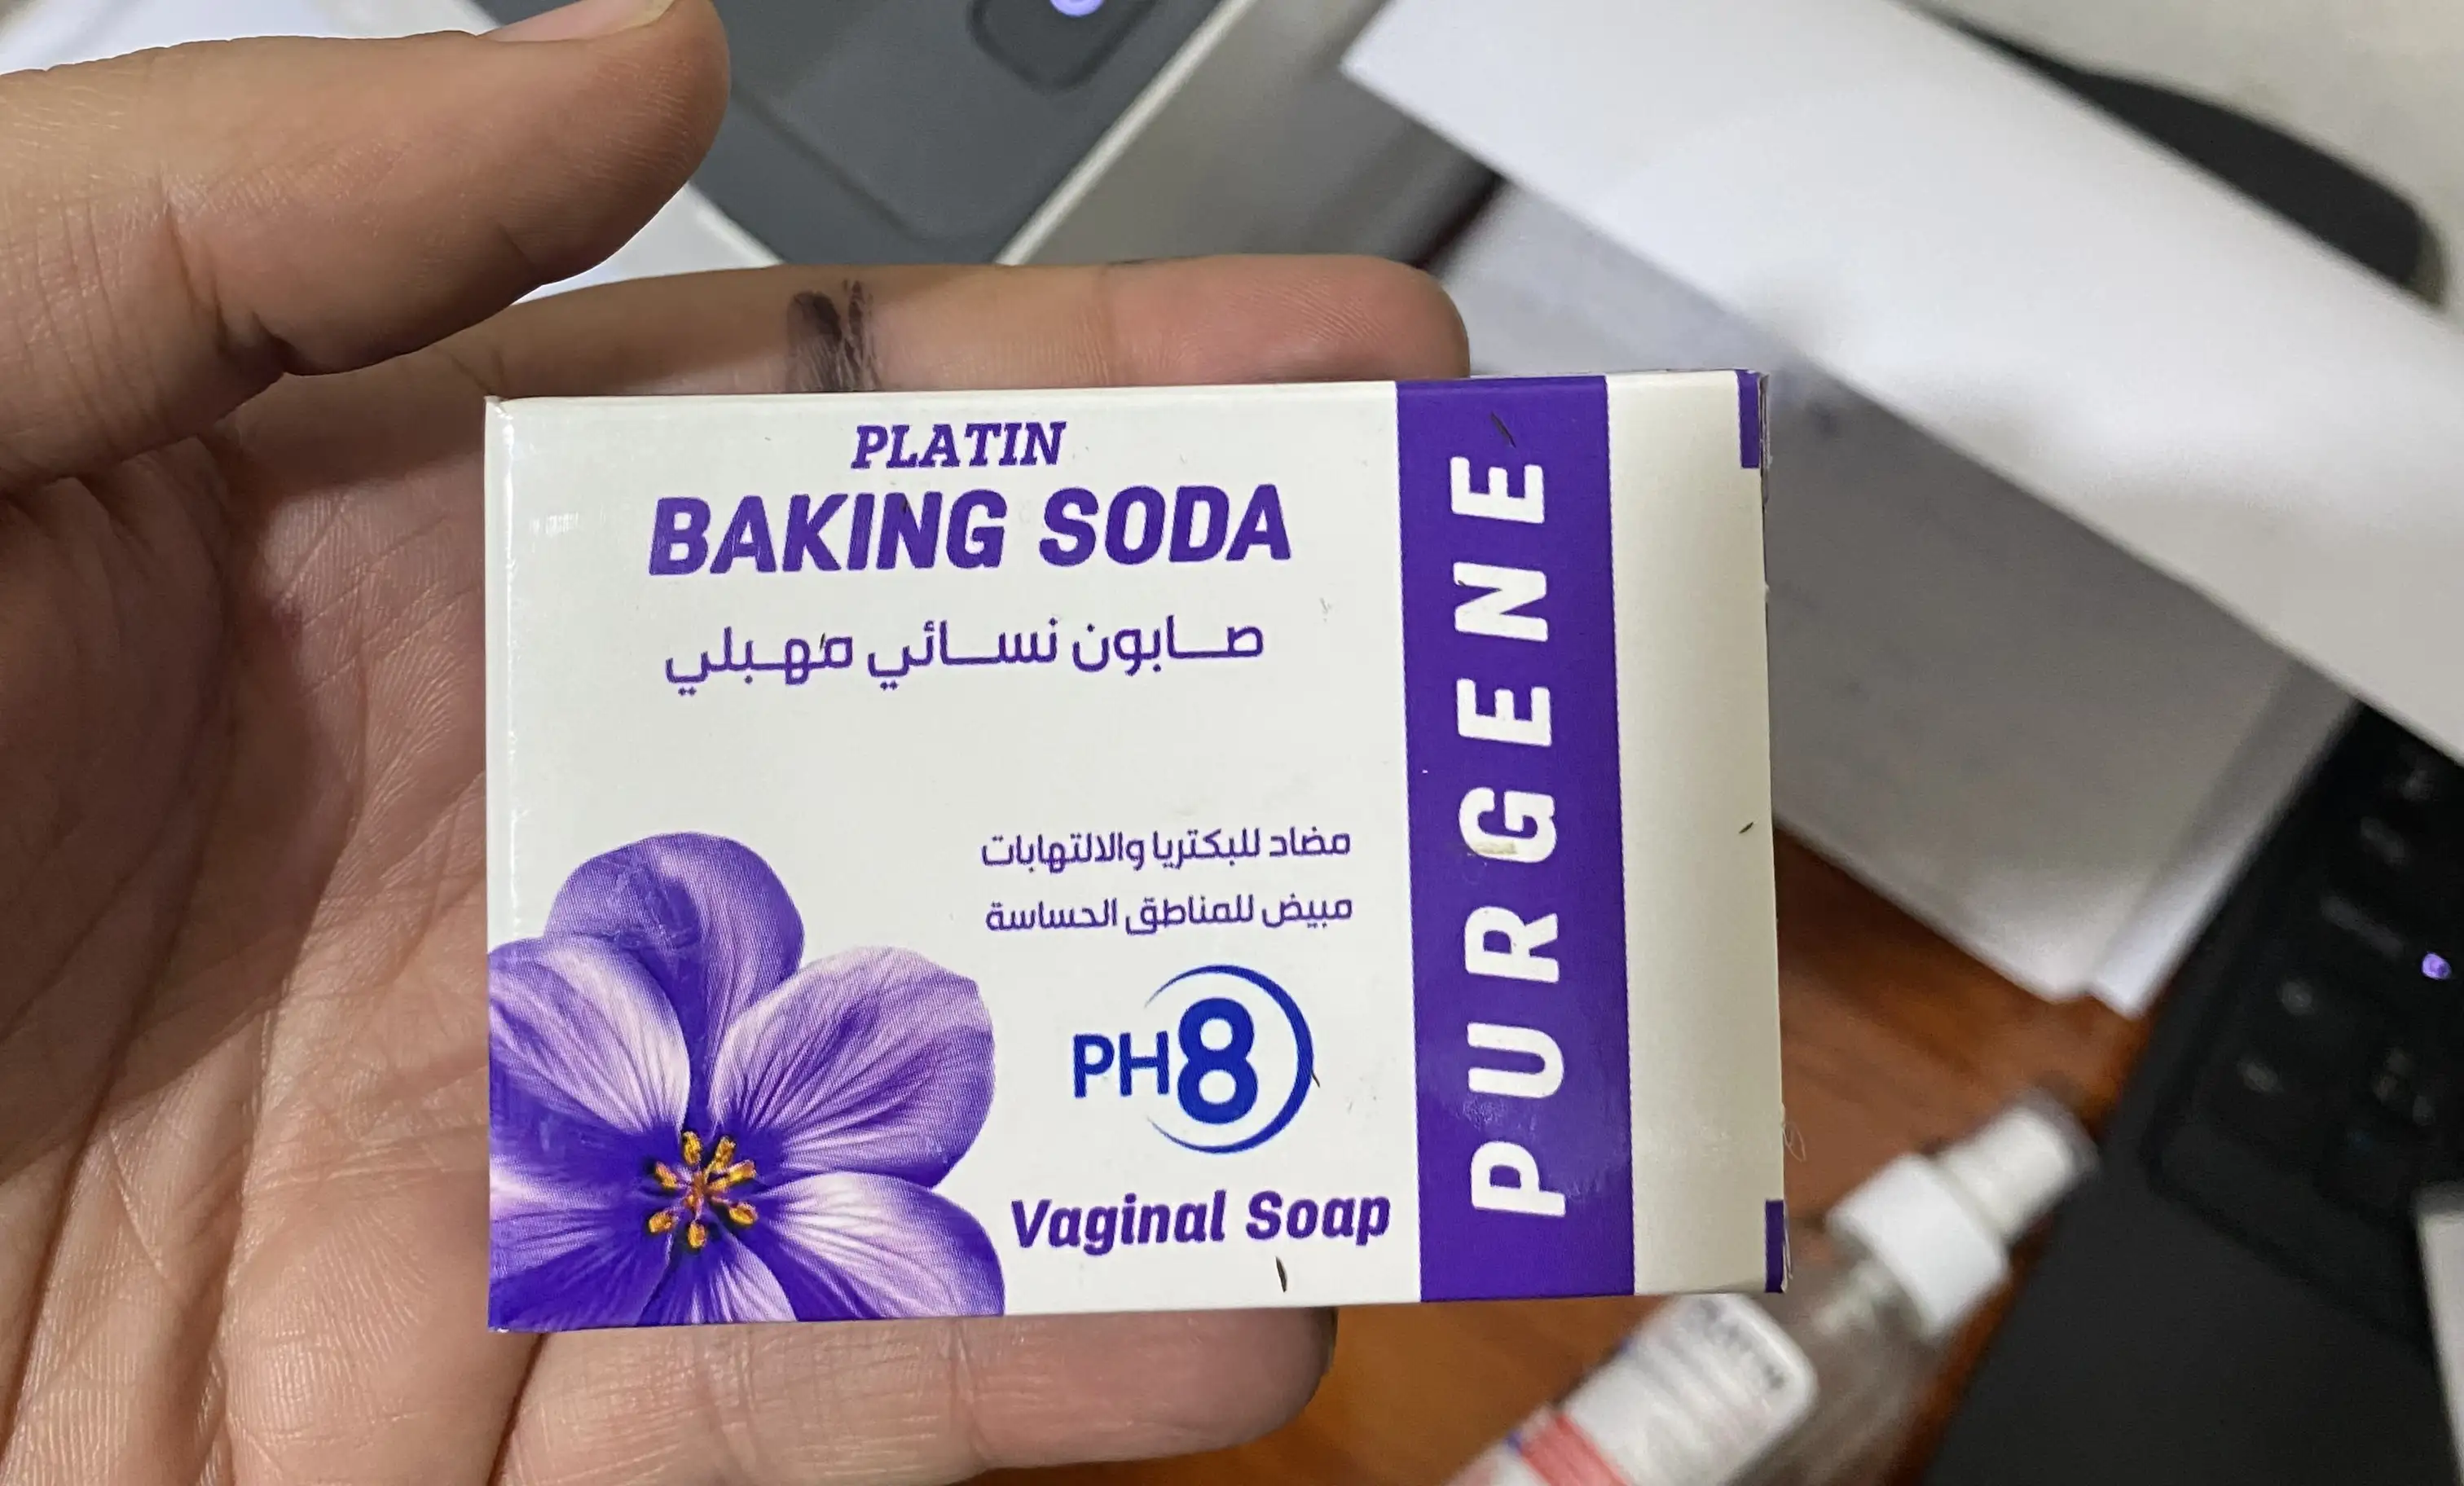 PLATIN
BAKING SODA
صابون نسائي مهبلي
مضاد للبكتريا والالتهابات
مبيض للمناطق الحساسة
PH8
Vaginal Soap
PURGENE